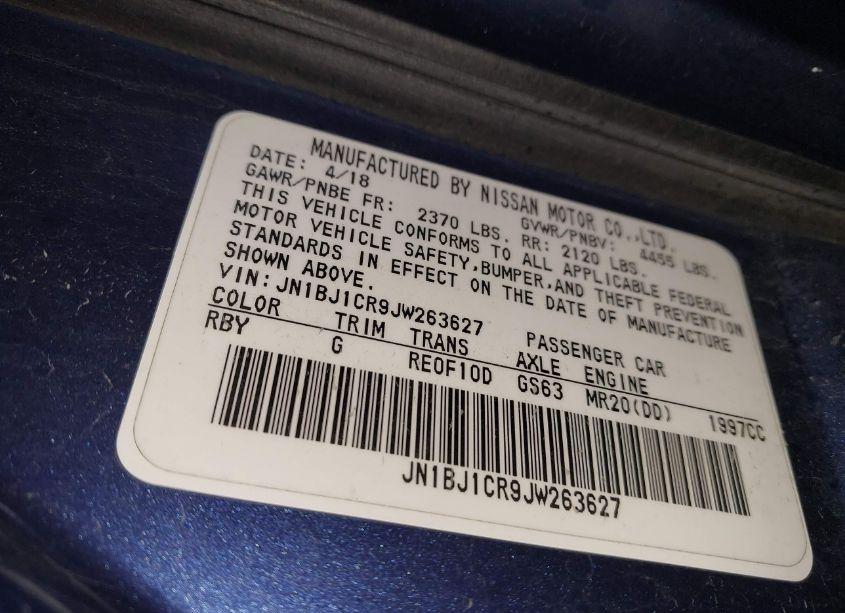 MANUFACTURED BY NISSAN MOTOR CO.,LTD.
DATE: 4/18 GVWR/PNBV: 4455 LBS.
GAWR/PNBE FR: 2370 LBS. RR: 2120 LBS.
THIS VEHICLE CONFORMS TO ALL APPLICABLE FEDERAL
MOTOR VEHICLE SAFETY,BUMPER,AND THEFT PREVENTION
STANDARDS IN EFFECT ON THE DATE OF MANUFACTURE
SHOWN ABOVE.
VIN:JN1BJ1CR9JW263627 PASSENGER CAR
COLOR TRIM TRANS AXLE ENGINE
RBY G RE0F10D GS63 MR20(DD) 1997CC
JN1BJ1CR9JW263627